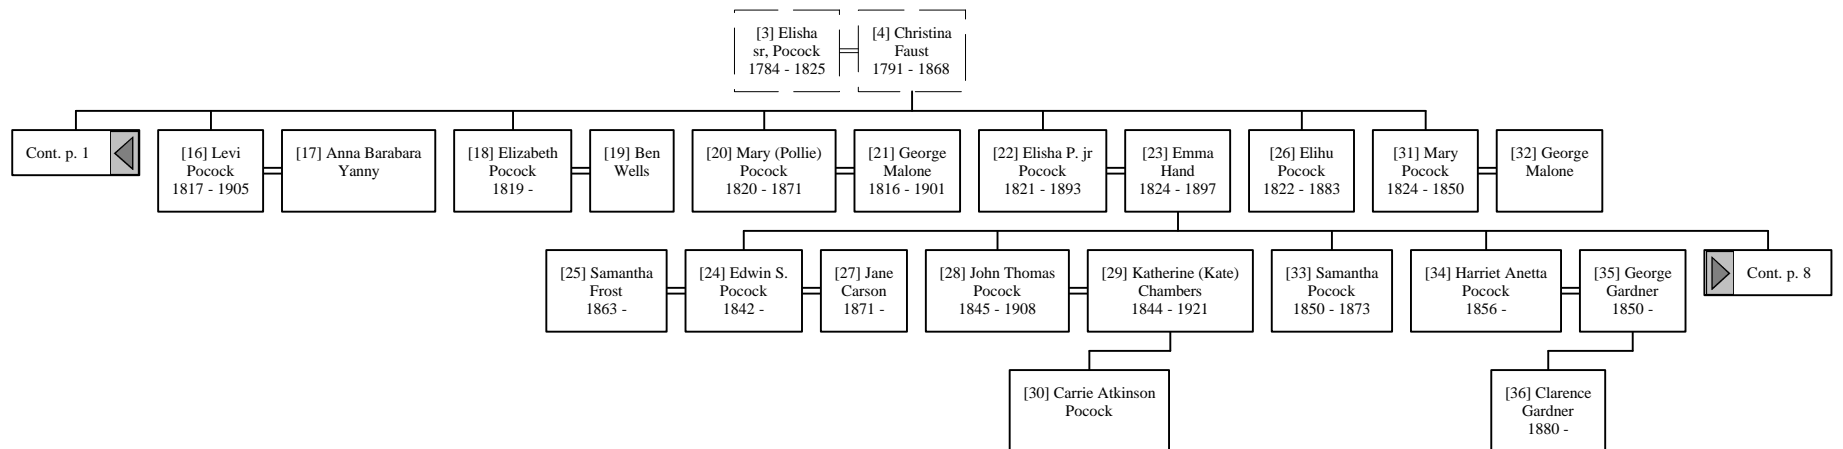 [3] Elisha
sr, Pocock
1784 - 1825
[4] Christina
Faust
1791 - 1868
Cont. p. 1
[16] Levi
Pocock
1817 - 1905
[17] Anna Barabara
Yanny
[18] Elizabeth
Pocock
1819 -
[19] Ben
Wells
[20] Mary (Pollie)
Pocock
1820 - 1871
[21] George
Malone
1816 - 1901
[22] Elisha P. jr
Pocock
1821 - 1893
[23] Emma
Hand
1824 - 1897
[26] Elihu
Pocock
1822 - 1883
[31] Mary
Pocock
1824 - 1850
[32] George
Malone
[25] Samantha
Frost
1863 -
[24] Edwin S.
Pocock
1842 -
[27] Jane
Carson
1871 -
[28] John Thomas
Pocock
1845 - 1908
[29] Katherine (Kate)
Chambers
1844 - 1921
[33] Samantha
Pocock
1850 - 1873
[34] Harriet Anetta
Pocock
1856 -
[35] George
Gardner
1850 -
Cont. p. 8
[30] Carrie Atkinson
Pocock
[36] Clarence
Gardner
1880 -